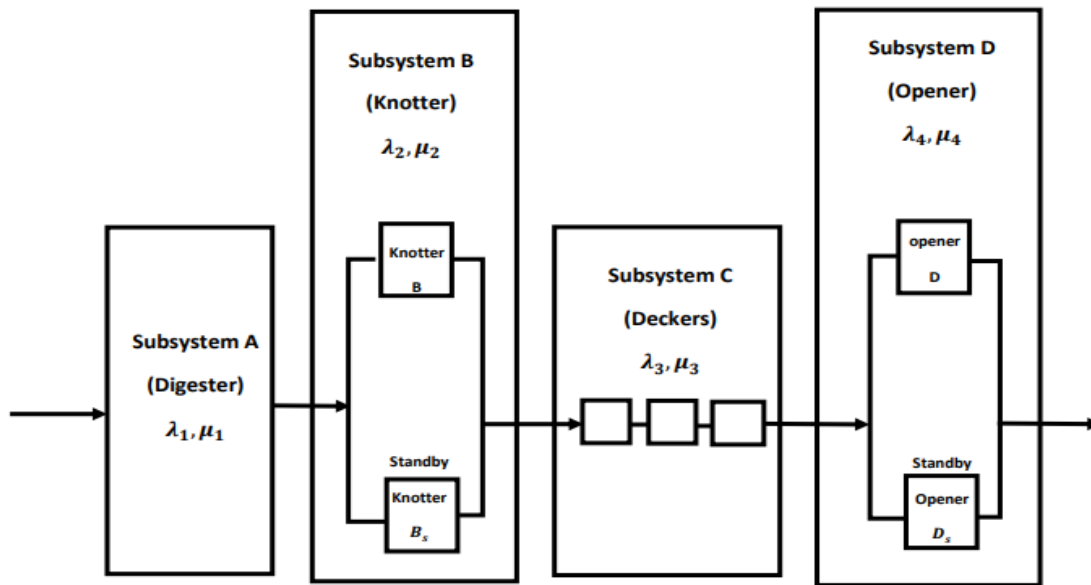 Subsystem A
(Digester)
λ₁, μ₁
Subsystem B
(Knotter)
λ₂, μ₂
Knotter
B
Standby
Knotter
Bₛ
Subsystem C
(Deckers)
λ₃, μ₃
Subsystem D
(Opener)
λ₄, μ₄
opener
D
Standby
Opener
Dₛ